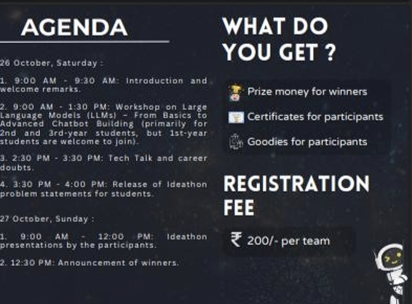 AGENDA
26 October, Saturday :
1. 9:00 AM - 9:30 AM: Introduction and
welcome remarks.
2. 9:00 AM - 1:30 PM: Workshop on Large
Language Models (LLMs) – From Basics to
Advanced Chatbot Building (primarily for
2nd and 3rd-year students, but 1st-year
students are welcome to join).
3. 2:30 PM - 3:30 PM: Tech Talk and career
doubts.
4. 3:30 PM - 4:00 PM: Release of Ideathon
problem statements for students.
27 October, Sunday :
1. 9:00 AM - 12:00 PM: Ideathon
presentations by the participants.
2. 12:30 PM: Announcement of winners.
WHAT DO
YOU GET ?
Prize money for winners
Certificates for participants
Goodies for participants
REGISTRATION
FEE
₹ 200/- per team